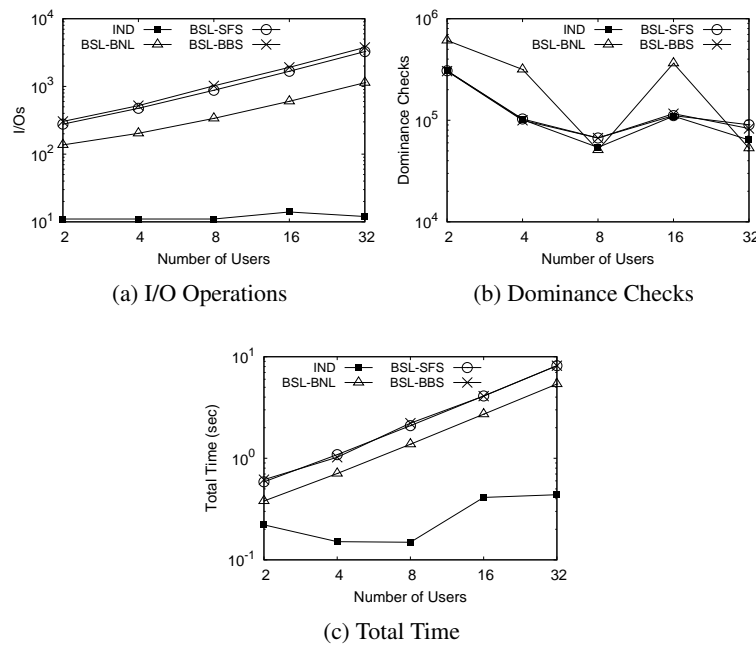 IND
BSL-SFS
BSL-BNL
BSL-BBS
10^4
10^3
10^2
10^1
I/Os
2
4
8
16
32
Number of Users
(a) I/O Operations
IND
BSL-SFS
BSL-BNL
BSL-BBS
10^6
10^5
10^4
Dominance Checks
2
4
8
16
32
Number of Users
(b) Dominance Checks
IND
BSL-SFS
BSL-BNL
BSL-BBS
10^1
10^0
10^-1
Total Time (sec)
2
4
8
16
32
Number of Users
(c) Total Time